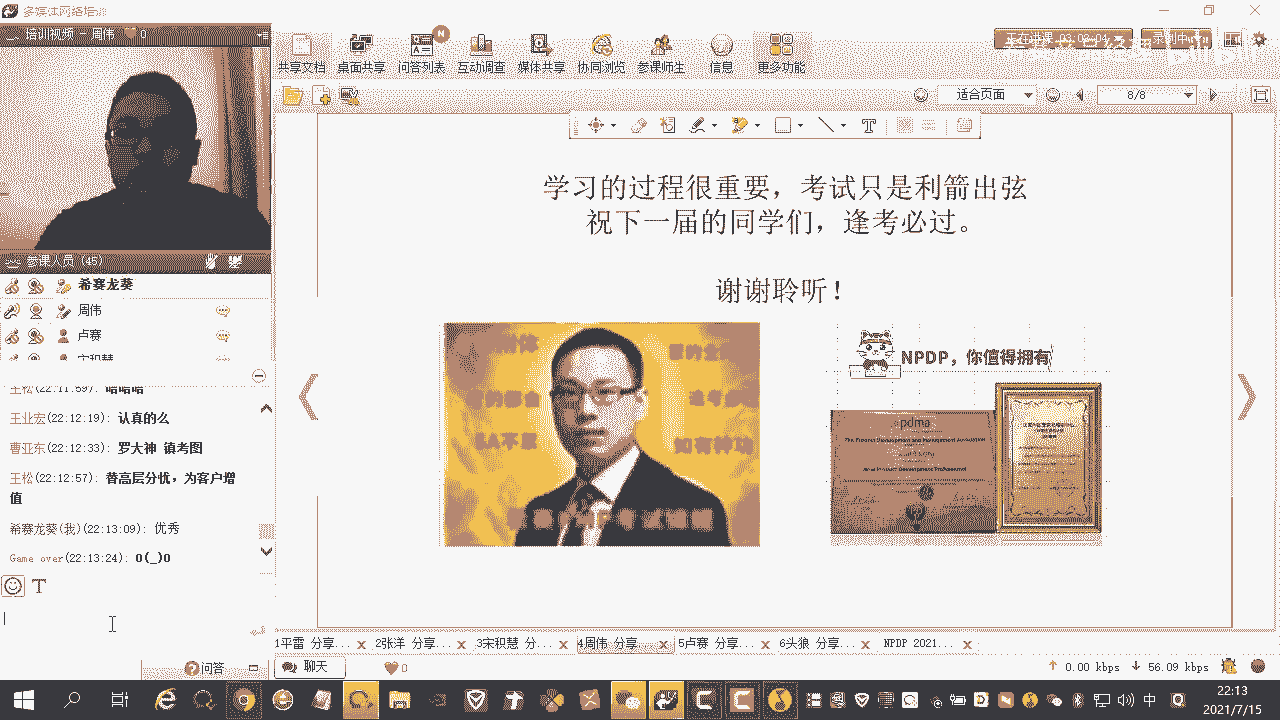 多媒体网络培训
培训视频 - 周伟 0
共享文档 桌面共享 问答列表 互动调查 媒体共享 协同浏览 参课师生 信息 更多功能
N
正在讲课 03:02:04
录制中
适合页面
8/8
学习的过程很重要，考试只是利箭出弦
祝下一届的同学们，逢考必过。
谢谢聆听！
NPDP，你值得拥有
pdma
参课人员 (45)
希赛龙葵
周伟
卢赛
宋积慧
王松(22:11:59): 哈哈哈
王业宏(22:12:19): 认真的么
曹亚东(22:12:33): 罗大神 镇考图
王松(22:12:57): 替高层分忧，为客户增
值
希赛龙葵(我)(22:13:09): 优秀
Game over(22:13:24): O(_)O
T
问答
1平雷 分享... x 2张洋 分享... x 3宋积慧 分... x 4周伟 分享... x 5卢赛 分享... x 6头狼 分享... x NPDP 2021... x
聊天 0
0.00 kbps 56.09 kbps
中
22:13
2021/7/15